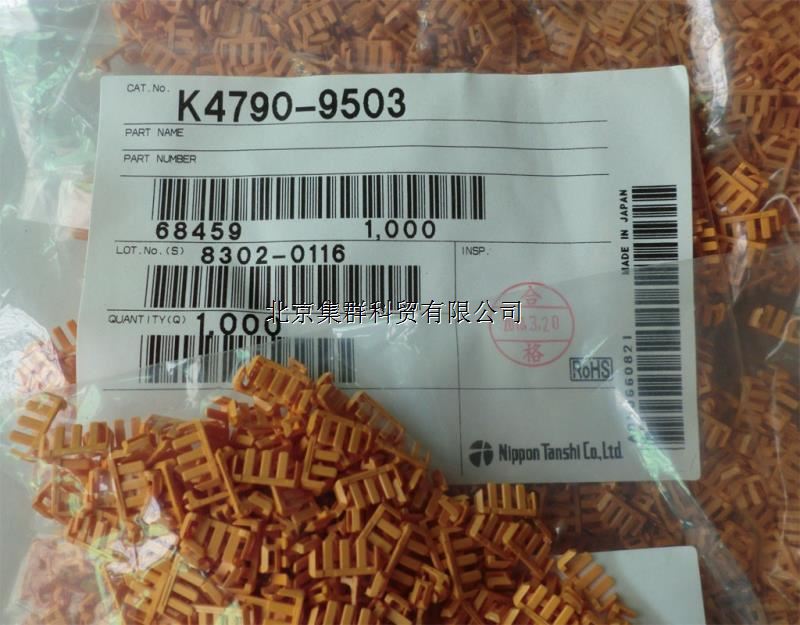 CAT.No. K4790-9503
PART NAME
PART NUMBER
68459 1,000
LOT.No.(S) 8302-0116
INSP.
北京集群科贸有限公司
QUANTITY(Q) 1,000
合
3.20
格
RoHS
Nippon Tanshi Co.,Ltd
MADE IN JAPAN